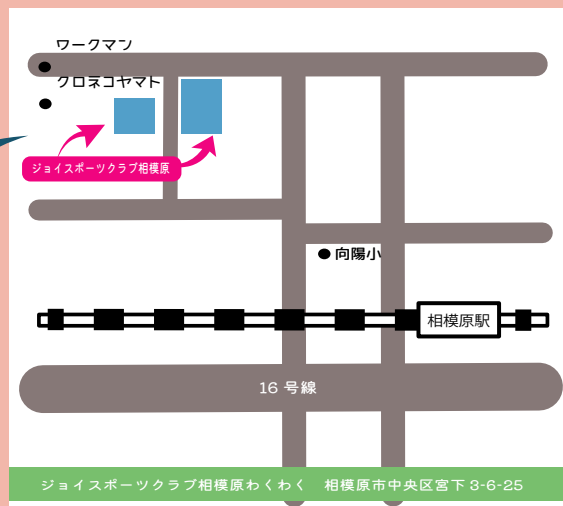 ワークマン
クロネコヤマト
ジョイスポーツクラブ相模原
向陽小
相模原駅
16号線
ジョイスポーツクラブ相模原わくわく 相模原市中央区宮下3-6-25